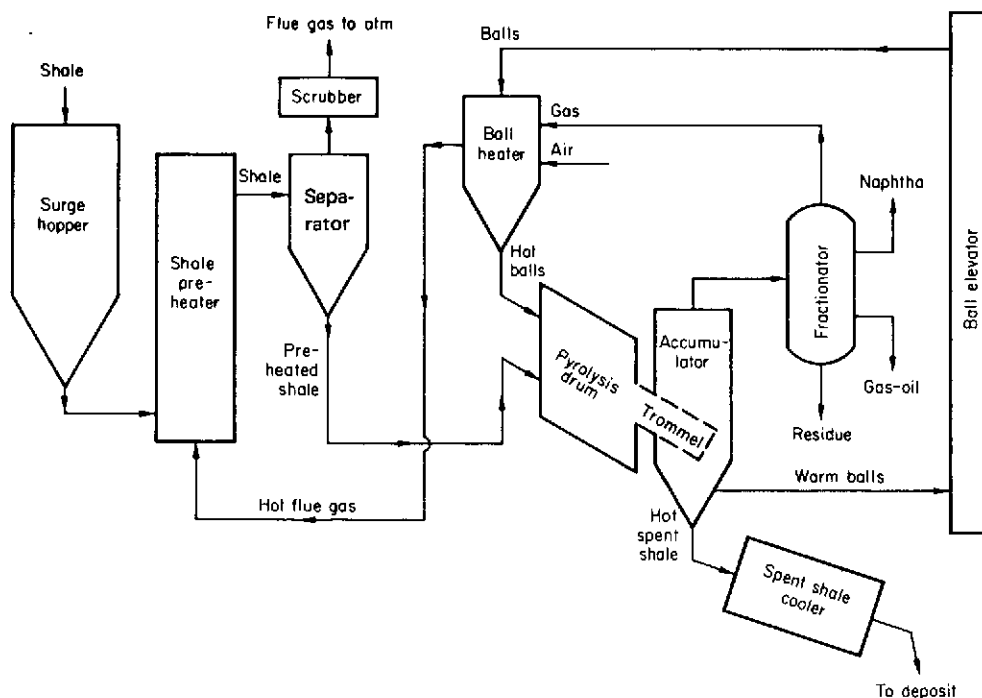 Flue gas to atm
Balls
Shale
Scrubber
Gas
Ball
heater
Air
Shale
Naphtha
Surge
hopper
Sepa-
rator
Shale
pre-
heater
Hot
balls
Fractionator
Ball elevator
Pre-
heated
shale
Pyrolysis
drum
Accumu-
lator
Gas-oil
Trommel
Residue
Warm balls
Hot flue gas
Hot
spent
shale
Spent shale
cooler
To deposit